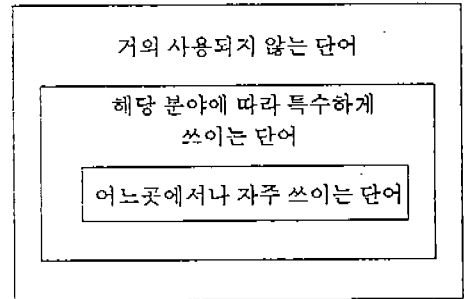 거의 사용되지 않는 단어
해당 분야에 따라 특수하게
쓰이는 단어
어느곳에서나 자주 쓰이는 단어